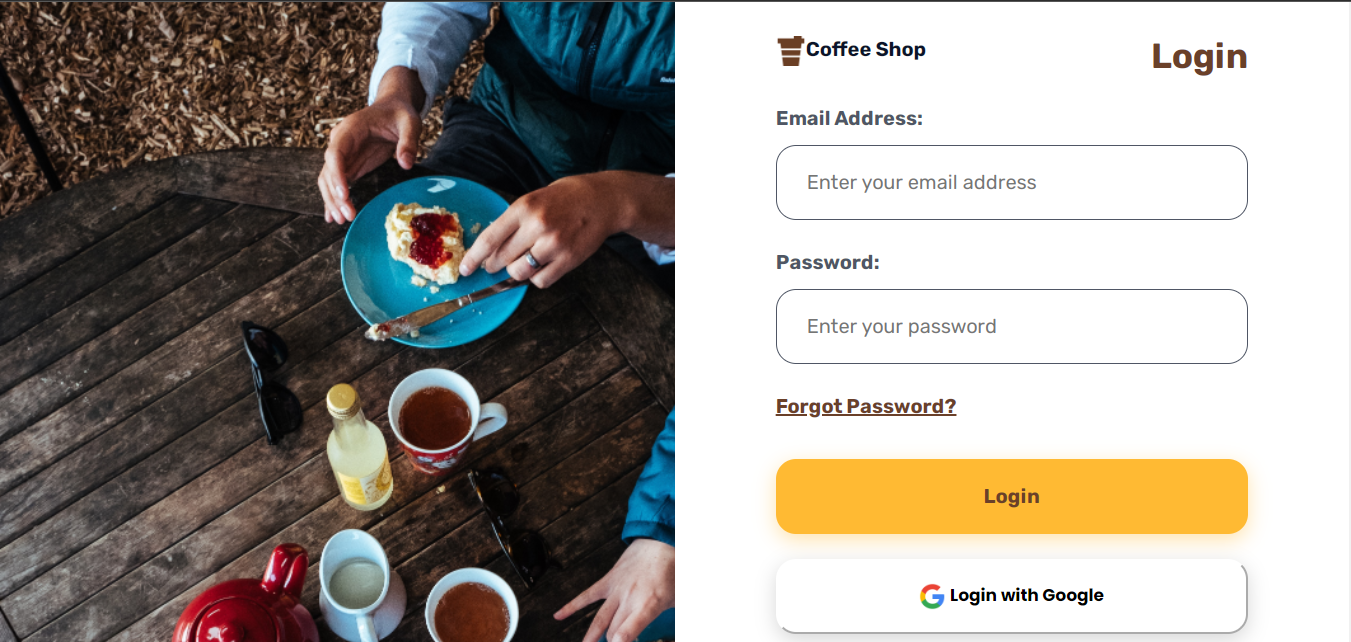 Coffee Shop
Login
Email Address:
Enter your email address
Password:
Enter your password
Forgot Password?
Login
Login with Google